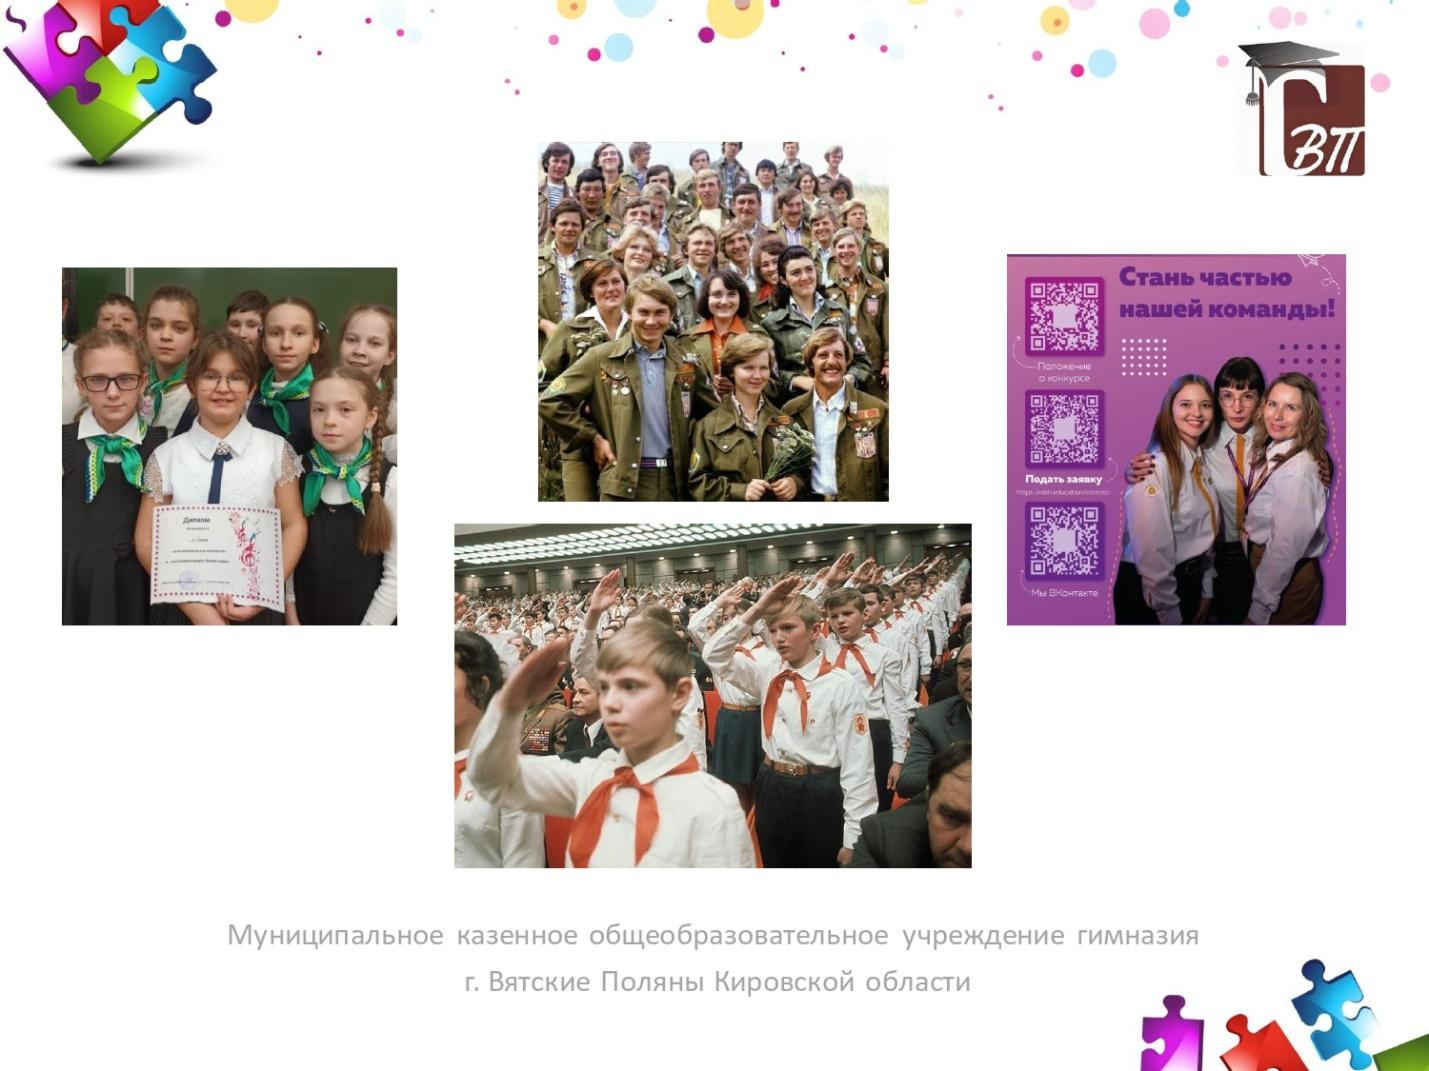 ГВП
Диплом
Стань частью
нашей команды!
Положение
о конкурсе
Подать заявку
Мы ВКонтакте
Муниципальное казенное общеобразовательное учреждение гимназия
г. Вятские Поляны Кировской области